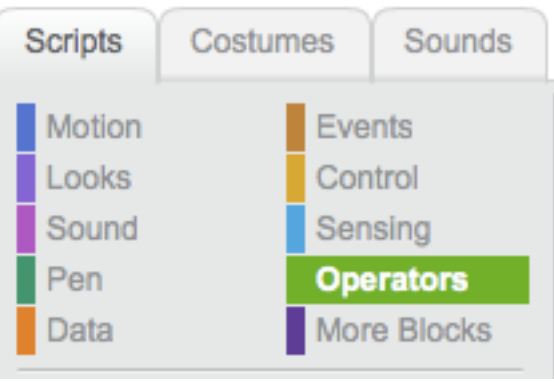 Scripts Costumes Sounds
Motion Events
Looks Control
Sound Sensing
Pen Operators
Data More Blocks